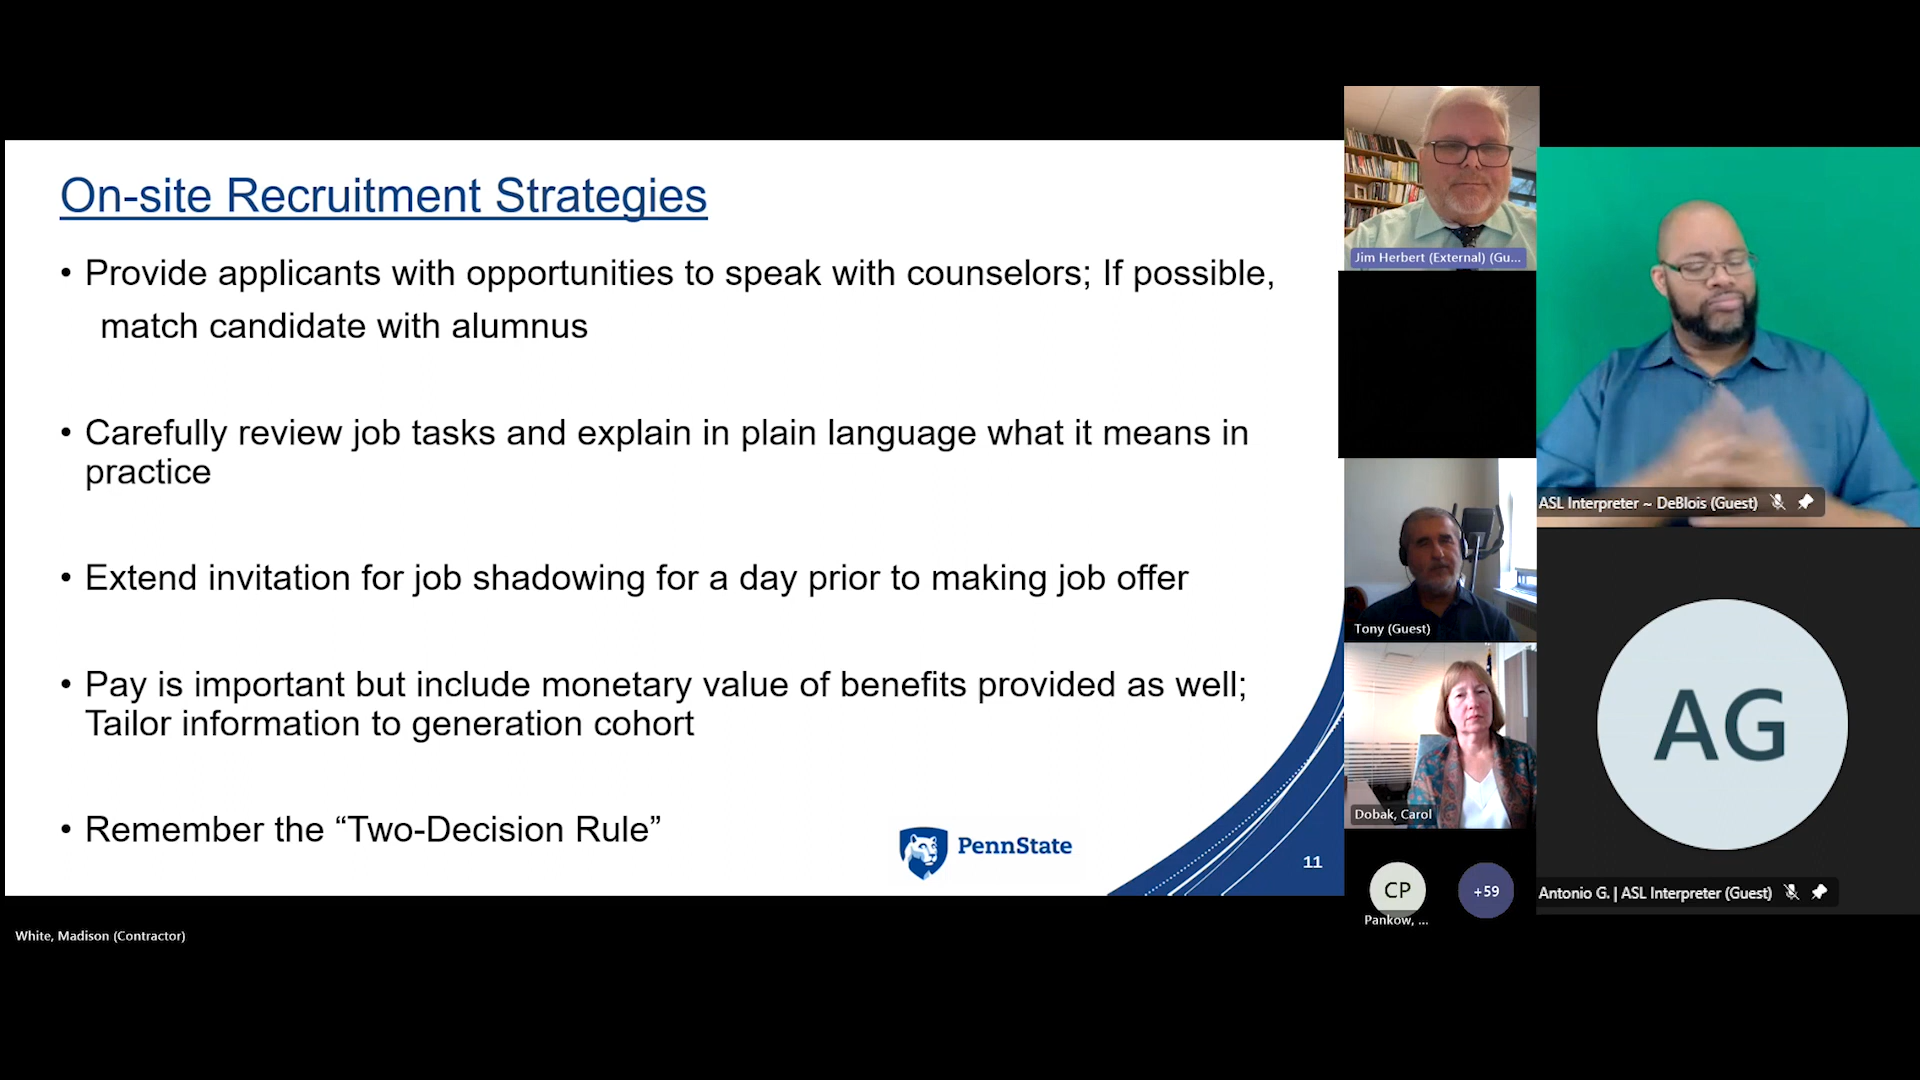 On-site Recruitment Strategies
• Provide applicants with opportunities to speak with counselors; If possible,
match candidate with alumnus
• Carefully review job tasks and explain in plain language what it means in
practice
• Extend invitation for job shadowing for a day prior to making job offer
• Pay is important but include monetary value of benefits provided as well;
Tailor information to generation cohort
• Remember the “Two-Decision Rule”
PennState
11
White, Madison (Contractor)
Jim Herbert (External) (Gu...
Tony (Guest)
Dobak, Carol
CP
Pankow, ...
+59
ASL Interpreter ~ DeBlois (Guest)
AG
Antonio G. | ASL Interpreter (Guest)